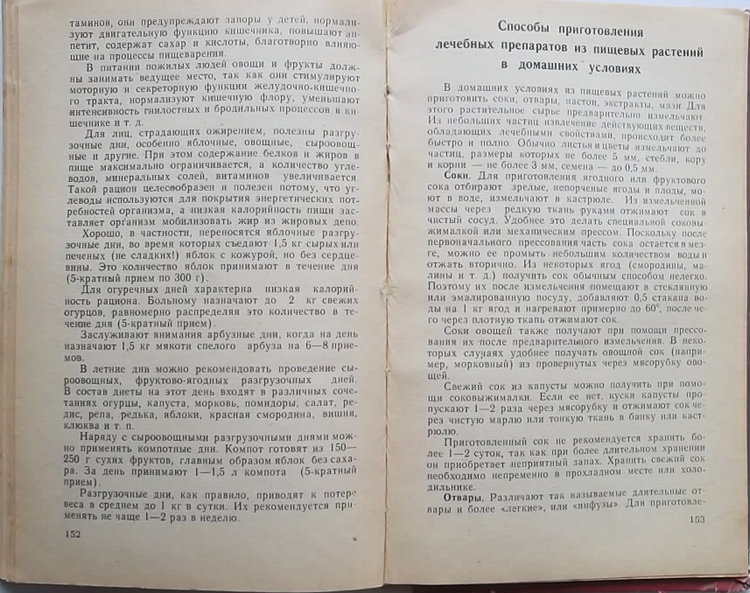 таминов, они предупреждают запоры у детей, нормали-
зуют двигательную функцию кишечника, повышают ап-
петит, содержат сахар и кислоты, благотворно влияю-
щие на процессы пищеварения.
В питании пожилых людей овощи и фрукты долж-
ны занимать ведущее место, так как они стимулируют
моторную и секреторную функции желудочно-кишечно-
го тракта, нормализуют кишечную флору, уменьшают
интенсивность гнилостных и бродильных процессов в ки-
шечнике и т. д.
Для лиц, страдающих ожирением, полезны разгру-
зочные дни, особенно яблочные, овощные, сыроовощ-
ные и другие. При этом содержание белков и жиров в
пище максимально ограничивается, а количество угле-
водов, минеральных солей, витаминов увеличивается.
Такой рацион целесообразен и полезен потому, что уг-
леводы используются для покрытия энергетических пот-
ребностей организма, а низкая калорийность пищи зас-
тавляет организм мобилизовать жир из жировых депо.
Хорошо, в частности, переносятся яблочные разгру-
зочные дни, во время которых съедают 1,5 кг сырых или
печеных (не сладких!) яблок с кожурой, но без сердце-
вины. Это количество яблок принимают в течение дня
(5-кратный прием по 300 г).
Для огуречных дней характерна низкая калорий-
ность рациона. Больному назначают до 2 кг свежих
огурцов, равномерно распределяя это количество в те-
чение дня (5-кратный прием).
Заслуживают внимания арбузные дни, когда на день
назначают 1,5 кг мякоти спелого арбуза на 6—8 прие-
мов.
В летние дни можно рекомендовать проведение сы-
роовощных, фруктово-ягодных разгрузочных дней.
В состав диеты на этот день входят в различных соче-
таниях огурцы, капуста, морковь, помидоры, салат, ре-
дис, репа, редька, яблоки, красная смородина, вишня,
клюква и т. п.
Наряду с сыроовощными разгрузочными днями мож-
но применять компотные дни. Компот готовят из 150—
250 г сухих фруктов, главным образом яблок без саха-
ра. За день принимают 1—1,5 л компота (5-кратный
прием).
Разгрузочные дни, как правило, приводят к потере
веса в среднем до 1 кг в сутки. Их рекомендуется при-
менять не чаще 1—2 раз в неделю.
152
Способы приготовления
лечебных препаратов из пищевых растений
в домашних условиях
В домашних условиях из пищевых растений можно
приготовить соки, отвары, настои, экстракты, мази. Для
этого растительное сырье предварительно измельчают.
Из небольших частиц извлечение действующих веществ,
обладающих лечебными свойствами, происходит более
быстро и полно. Обычно листья и цветы измельчают до
частиц, размеры которых не более 5 мм, стебли, кору
и корни — не более 3 мм, семена — до 0,5 мм.
Соки. Для приготовления ягодного или фруктового
сока отбирают зрелые, непорченые ягоды и плоды, мо-
ют в воде, измельчают в кастрюле. Из измельченной
массы через редкую ткань руками отжимают сок в
чистый сосуд. Удобнее это делать специальной соковы-
жималкой или механическим прессом. Поскольку после
первоначального прессования часть сока остается в мез-
ге, можно ее промыть небольшим количеством воды и
отжать вторично. Из некоторых ягод (смородины, ма-
лины и т. д.) получить сок обычным способом нелегко.
Поэтому их после измельчения помещают в стеклянную
или эмалированную посуду, добавляют 0,5 стакана во-
ды на 1 кг ягод и нагревают примерно до 60°, после че-
го через плотную ткань отжимают сок.
Соки овощей также получают при помощи прессо-
вания их после предварительного измельчения. В не-
которых случаях удобнее получать овощной сок (напри-
мер, морковный) из провернутых через мясорубку ово-
щей.
Свежий сок из капусты можно получить при помо-
щи соковыжималки. Если ее нет, куски капусты про-
пускают 1—2 раза через мясорубку и отжимают сок че-
рез чистую марлю или тонкую ткань в банку или каст-
рюлю.
Приготовленный сок не рекомендуется хранить бо-
лее 1—2 суток, так как при более длительном хранении
он приобретает неприятный запах. Хранить свежий сок
необходимо непременно в прохладном месте или холо-
дильнике.
Отвары. Различают так называемые длительные от-
вары и более «легкие», или «инфузы». Для приготовле-
153